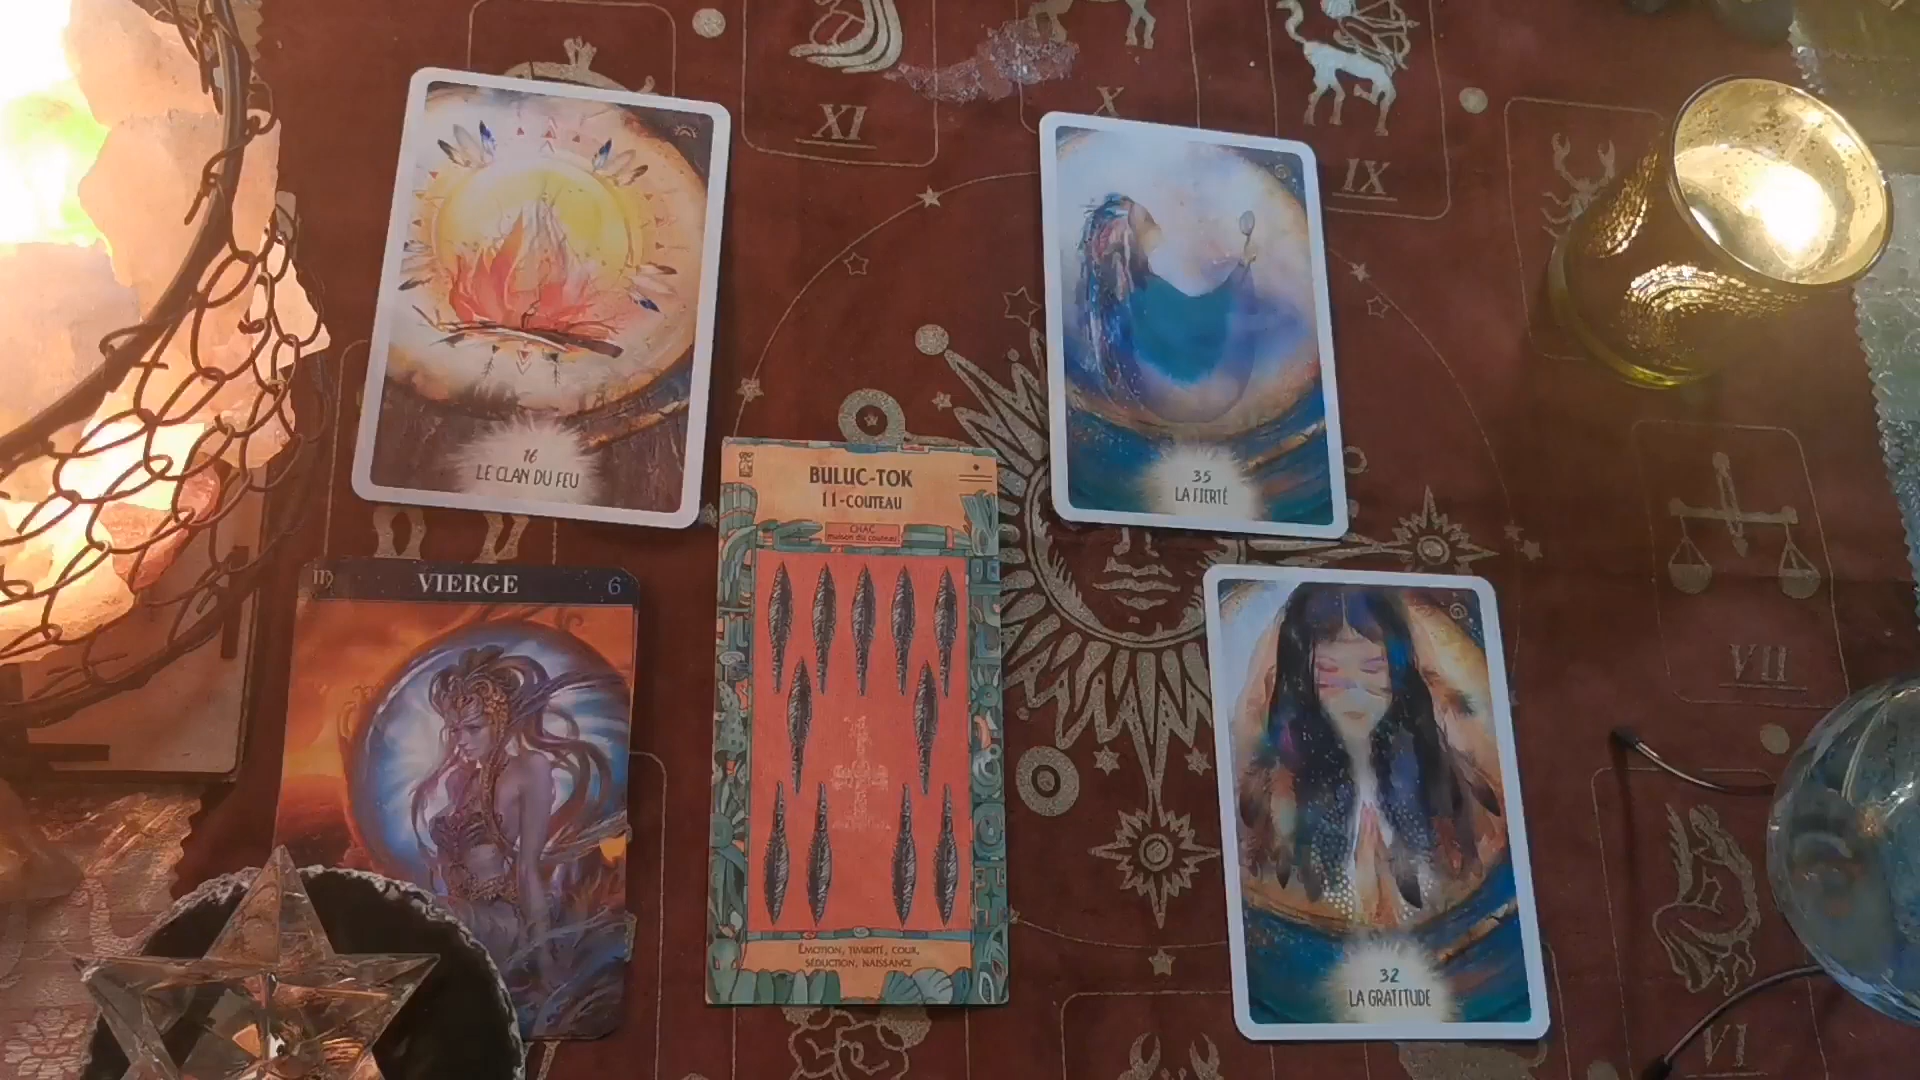 XI
X
IX
16
LE CLAN DU FEU
35
LA FIERTÉ
BULUC-TOK
11-COUTEAU
CHAC
maison du couteau
VIERGE 6
VII
ÉMOTION, TIMIDITÉ, COUR,
SÉDUCTION, NAISSANCE
32
LA GRATITUDE
VI